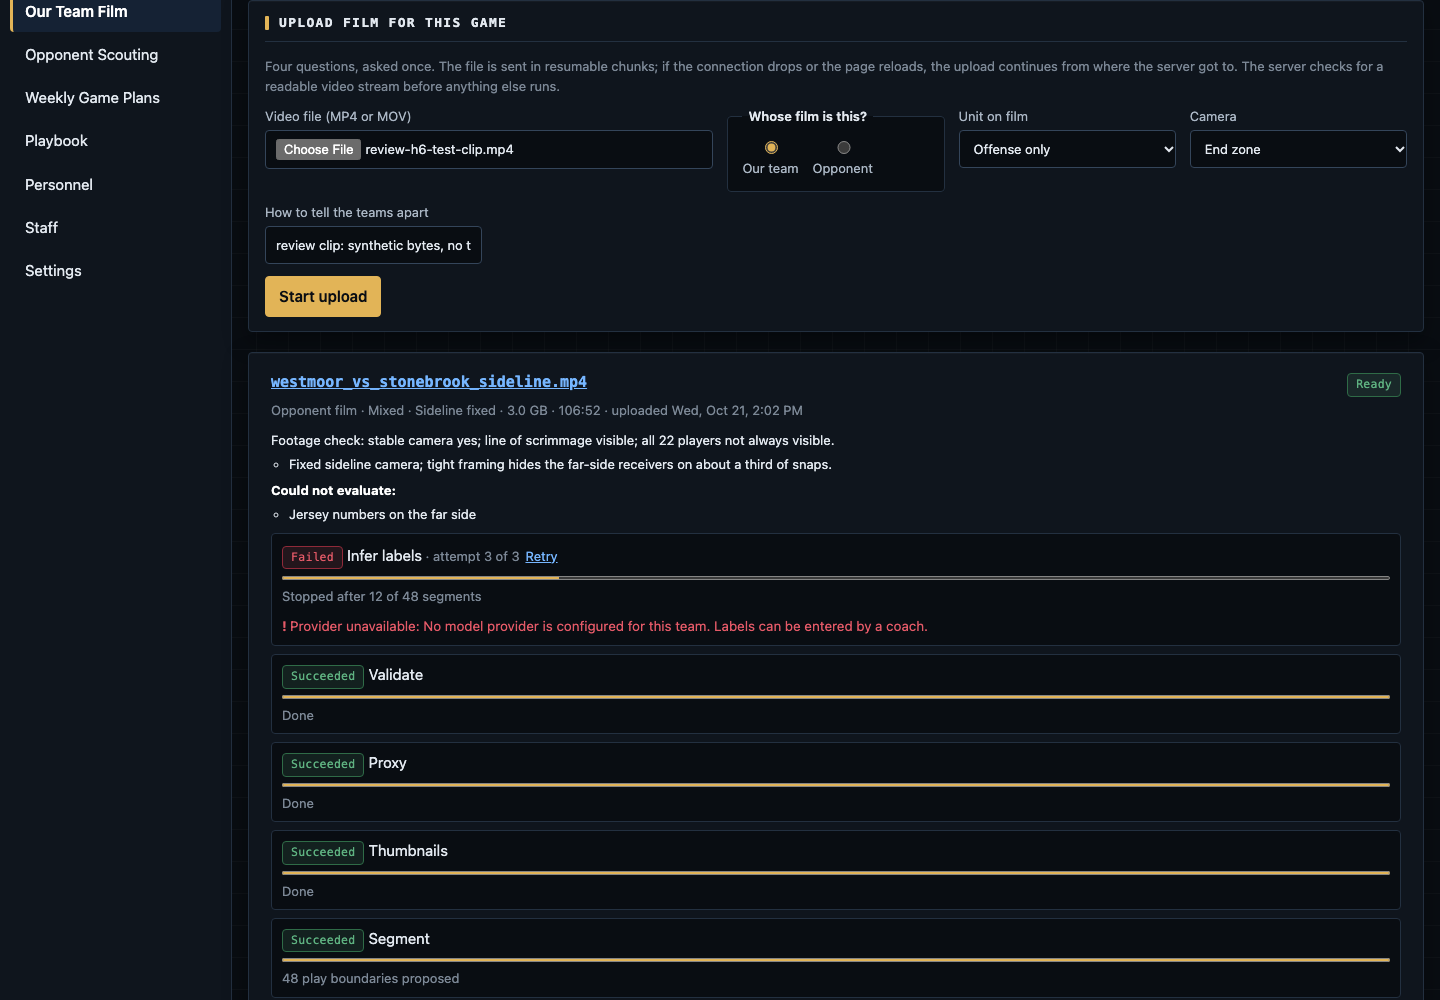 Our Team Film
Opponent Scouting
Weekly Game Plans
Playbook
Personnel
Staff
Settings
UPLOAD FILM FOR THIS GAME
Four questions, asked once. The file is sent in resumable chunks; if the connection drops or the page reloads, the upload continues from where the server got to. The server checks for a
readable video stream before anything else runs.
Video file (MP4 or MOV)
Choose File review-h6-test-clip.mp4
Whose film is this?
Our team Opponent
Unit on film
Offense only
Camera
End zone
How to tell the teams apart
review clip: synthetic bytes, no t
Start upload
westmoor_vs_stonebrook_sideline.mp4
Ready
Opponent film · Mixed · Sideline fixed · 3.0 GB · 106:52 · uploaded Wed, Oct 21, 2:02 PM
Footage check: stable camera yes; line of scrimmage visible; all 22 players not always visible.
Fixed sideline camera; tight framing hides the far-side receivers on about a third of snaps.
Could not evaluate:
Jersey numbers on the far side
Failed Infer labels · attempt 3 of 3 Retry
Stopped after 12 of 48 segments
! Provider unavailable: No model provider is configured for this team. Labels can be entered by a coach.
Succeeded Validate
Done
Succeeded Proxy
Done
Succeeded Thumbnails
Done
Succeeded Segment
48 play boundaries proposed